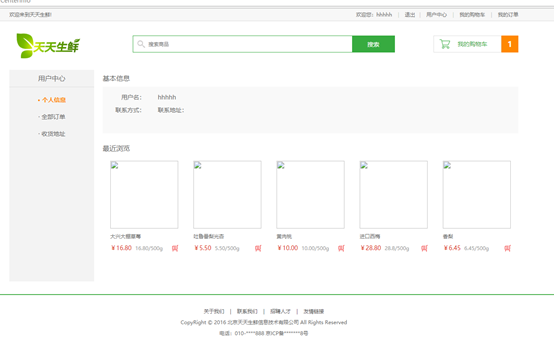 欢迎来到天天生鲜!
欢迎您：hhhhh | 退出 | 用户中心 | 我的购物车 | 我的订单
天天生鲜
搜索商品
搜索
我的购物车
1
用户中心
· 个人信息
· 全部订单
· 收货地址
基本信息
用户名： hhhhh
联系方式： 联系地址：
最近浏览
大兴大棚草莓
￥16.80 16.80/500g
吐鲁番梨光杏
￥5.50 5.50/500g
黄肉桃
￥10.00 10.00/500g
进口西梅
￥28.80 28.8/500g
香梨
￥6.45 6.45/500g
关于我们 | 联系我们 | 招聘人才 | 友情链接
CopyRight © 2016 北京天天生鲜信息技术有限公司 All Rights Reserved
电话：010-****888 京ICP备*******8号